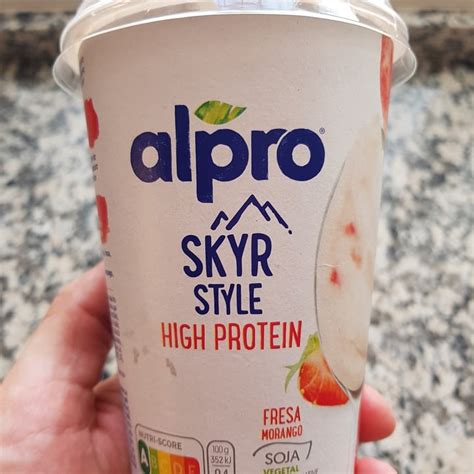 alpro®
SKYR
STYLE
HIGH PROTEIN
FRESA
MORANGO
NUTRI-SCORE
100g
352 kJ
SOJA
VEGETAL